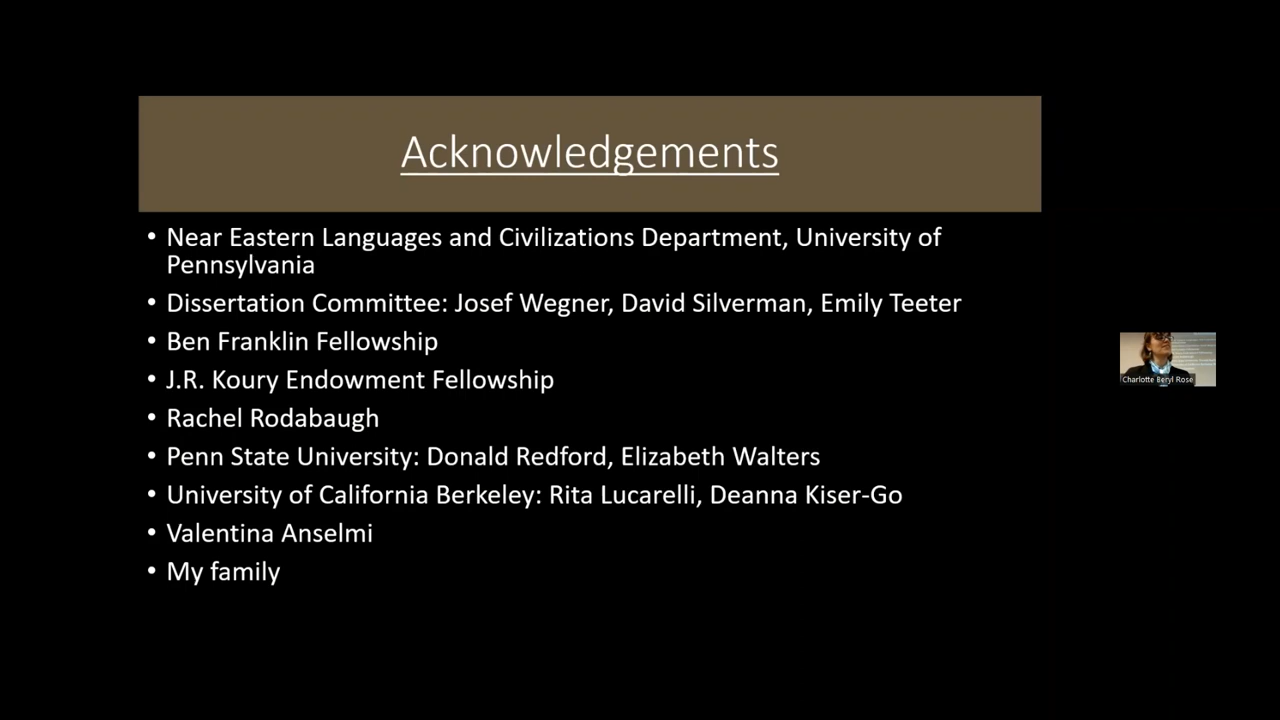 Acknowledgements
• Near Eastern Languages and Civilizations Department, University of
Pennsylvania
• Dissertation Committee: Josef Wegner, David Silverman, Emily Teeter
• Ben Franklin Fellowship
• J.R. Koury Endowment Fellowship
• Rachel Rodabaugh
• Penn State University: Donald Redford, Elizabeth Walters
• University of California Berkeley: Rita Lucarelli, Deanna Kiser-Go
• Valentina Anselmi
• My family
Charlotte Beryl Rose